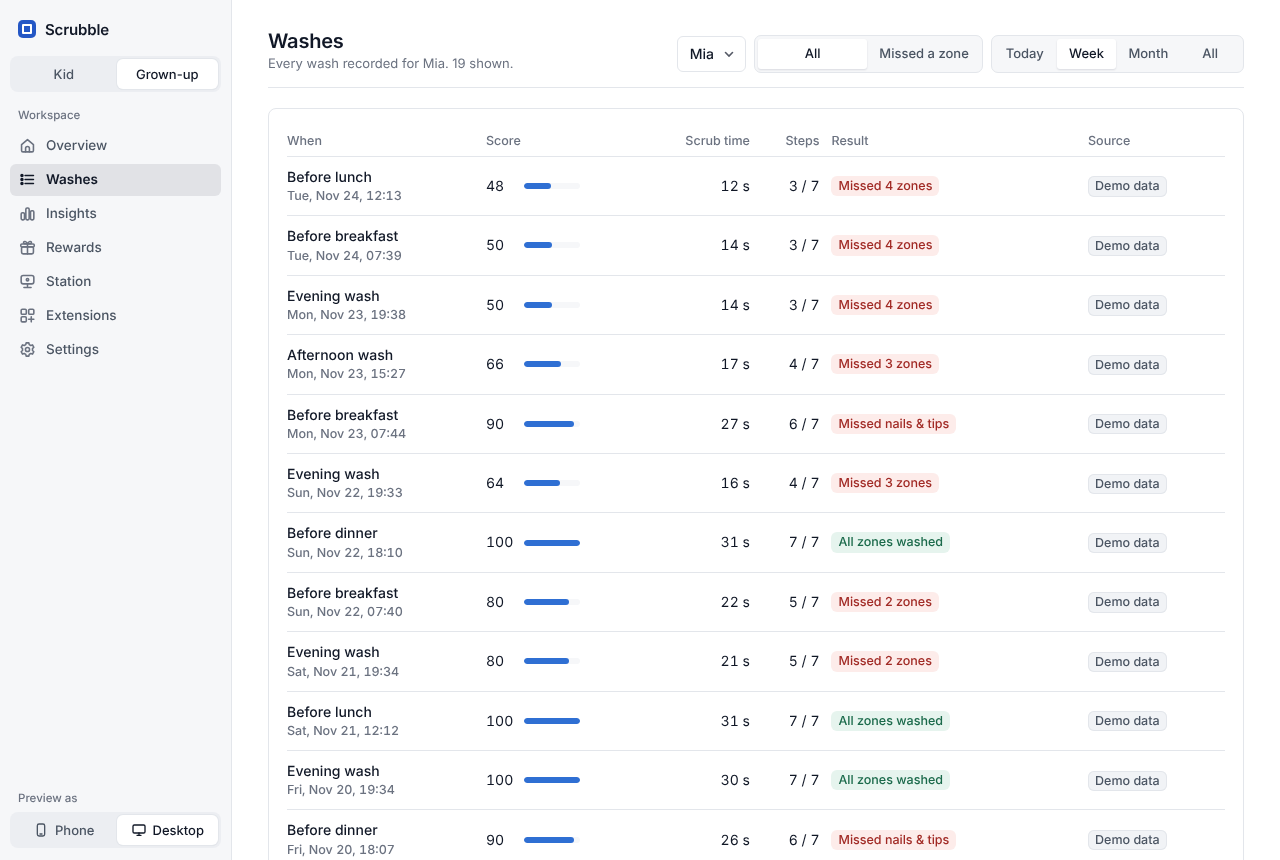 Scrubble
Kid
Grown-up
Workspace
Overview
Washes
Insights
Rewards
Station
Extensions
Settings
Preview as
Phone
Desktop
Washes
Every wash recorded for Mia. 19 shown.
Mia
All
Missed a zone
Today
Week
Month
All
When Score Scrub time Steps Result Source
Before lunch
Tue, Nov 24, 12:13
48 12 s 3 / 7 Missed 4 zones Demo data
Before breakfast
Tue, Nov 24, 07:39
50 14 s 3 / 7 Missed 4 zones Demo data
Evening wash
Mon, Nov 23, 19:38
50 14 s 3 / 7 Missed 4 zones Demo data
Afternoon wash
Mon, Nov 23, 15:27
66 17 s 4 / 7 Missed 3 zones Demo data
Before breakfast
Mon, Nov 23, 07:44
90 27 s 6 / 7 Missed nails & tips Demo data
Evening wash
Sun, Nov 22, 19:33
64 16 s 4 / 7 Missed 3 zones Demo data
Before dinner
Sun, Nov 22, 18:10
100 31 s 7 / 7 All zones washed Demo data
Before breakfast
Sun, Nov 22, 07:40
80 22 s 5 / 7 Missed 2 zones Demo data
Evening wash
Sat, Nov 21, 19:34
80 21 s 5 / 7 Missed 2 zones Demo data
Before lunch
Sat, Nov 21, 12:12
100 31 s 7 / 7 All zones washed Demo data
Evening wash
Fri, Nov 20, 19:34
100 30 s 7 / 7 All zones washed Demo data
Before dinner
Fri, Nov 20, 18:07
90 26 s 6 / 7 Missed nails & tips Demo data